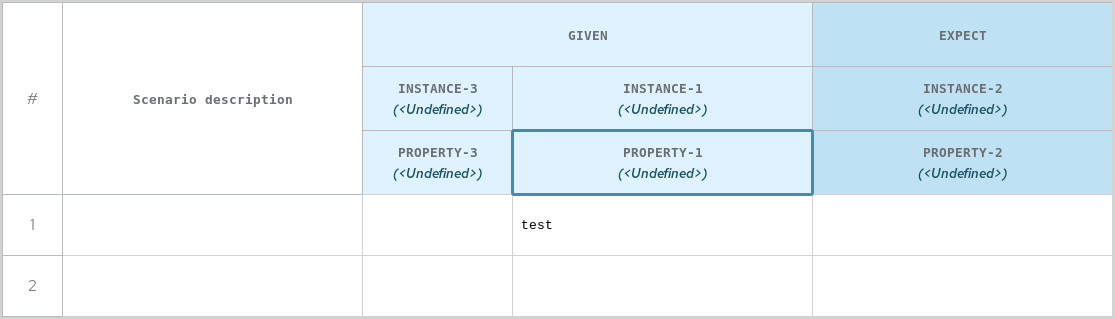 #
Scenario description
GIVEN
EXPECT
INSTANCE-3
(<Undefined>)
INSTANCE-1
(<Undefined>)
INSTANCE-2
(<Undefined>)
PROPERTY-3
(<Undefined>)
PROPERTY-1
(<Undefined>)
PROPERTY-2
(<Undefined>)
1
test
2